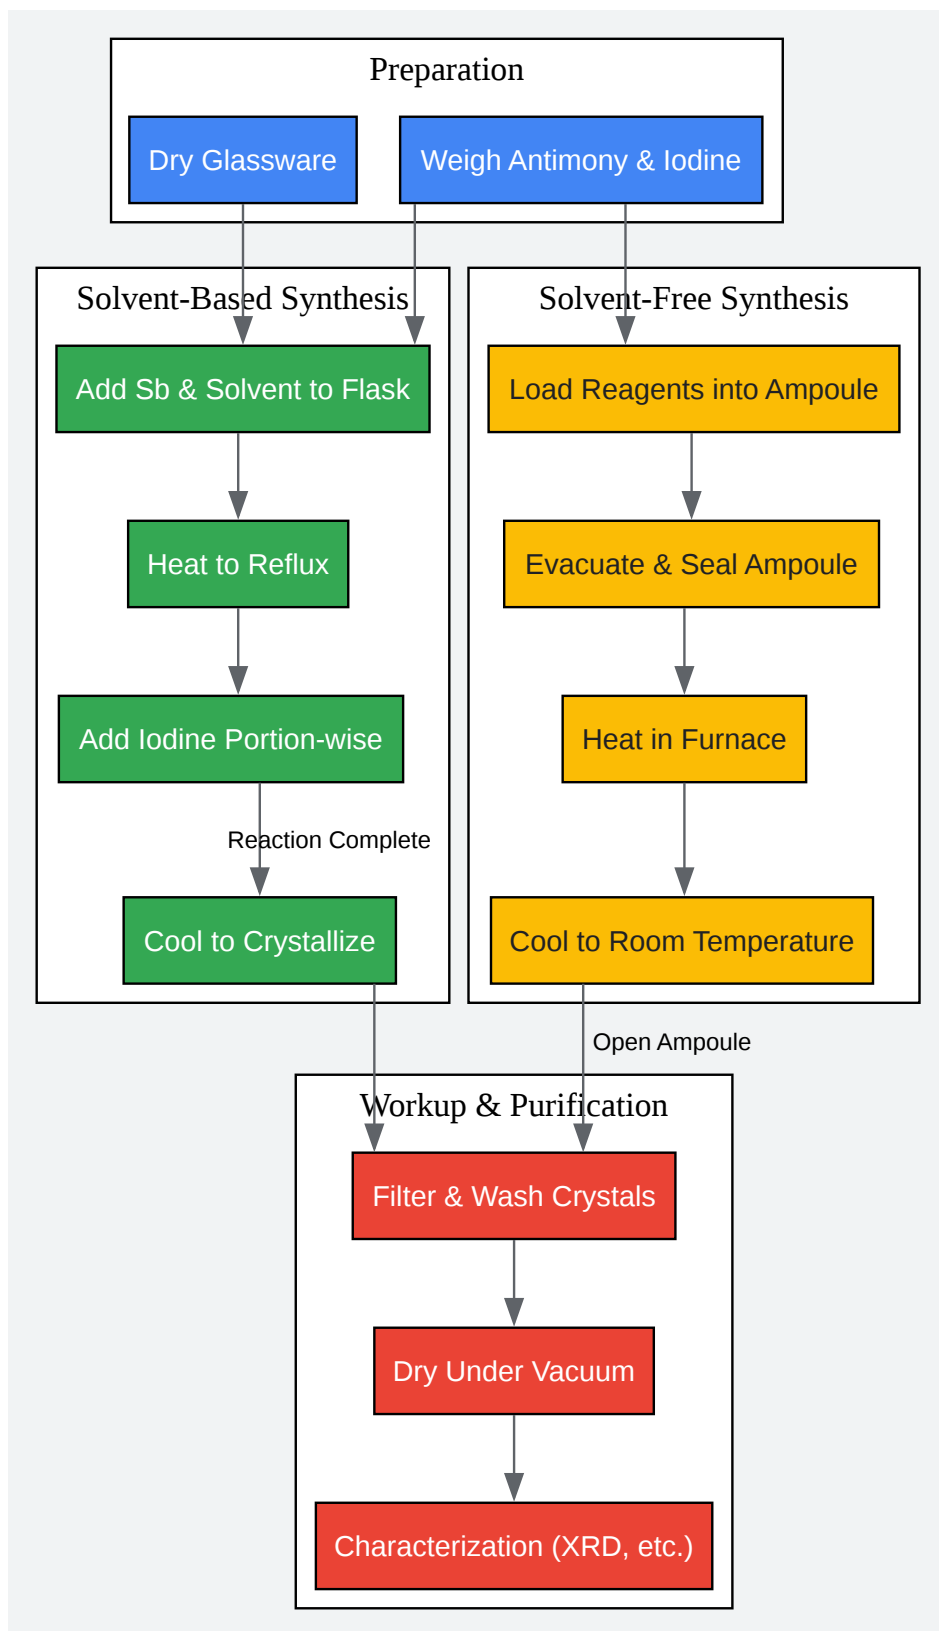 Preparation
Dry Glassware
Weigh Antimony & Iodine
Solvent-Based Synthesis
Add Sb & Solvent to Flask
Heat to Reflux
Add Iodine Portion-wise
Reaction Complete
Cool to Crystallize
Solvent-Free Synthesis
Load Reagents into Ampoule
Evacuate & Seal Ampoule
Heat in Furnace
Cool to Room Temperature
Open Ampoule
Workup & Purification
Filter & Wash Crystals
Dry Under Vacuum
Characterization (XRD, etc.)